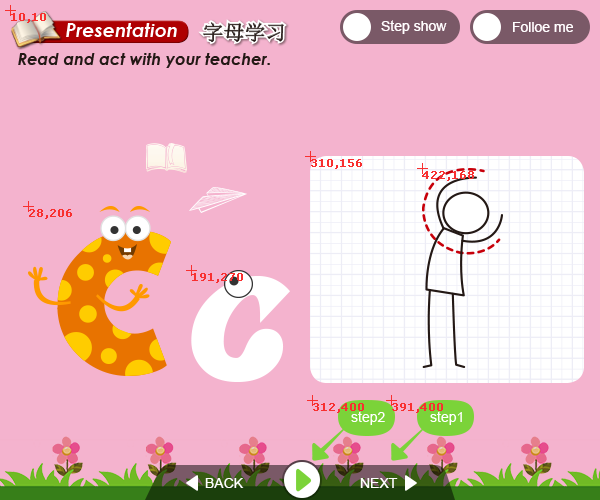 10,10
Presentation 字母学习
Step show
Folloe me
Read and act with your teacher.
310,156
422,168
28,206
191,270
312,400
391,400
step2
step1
BACK
NEXT